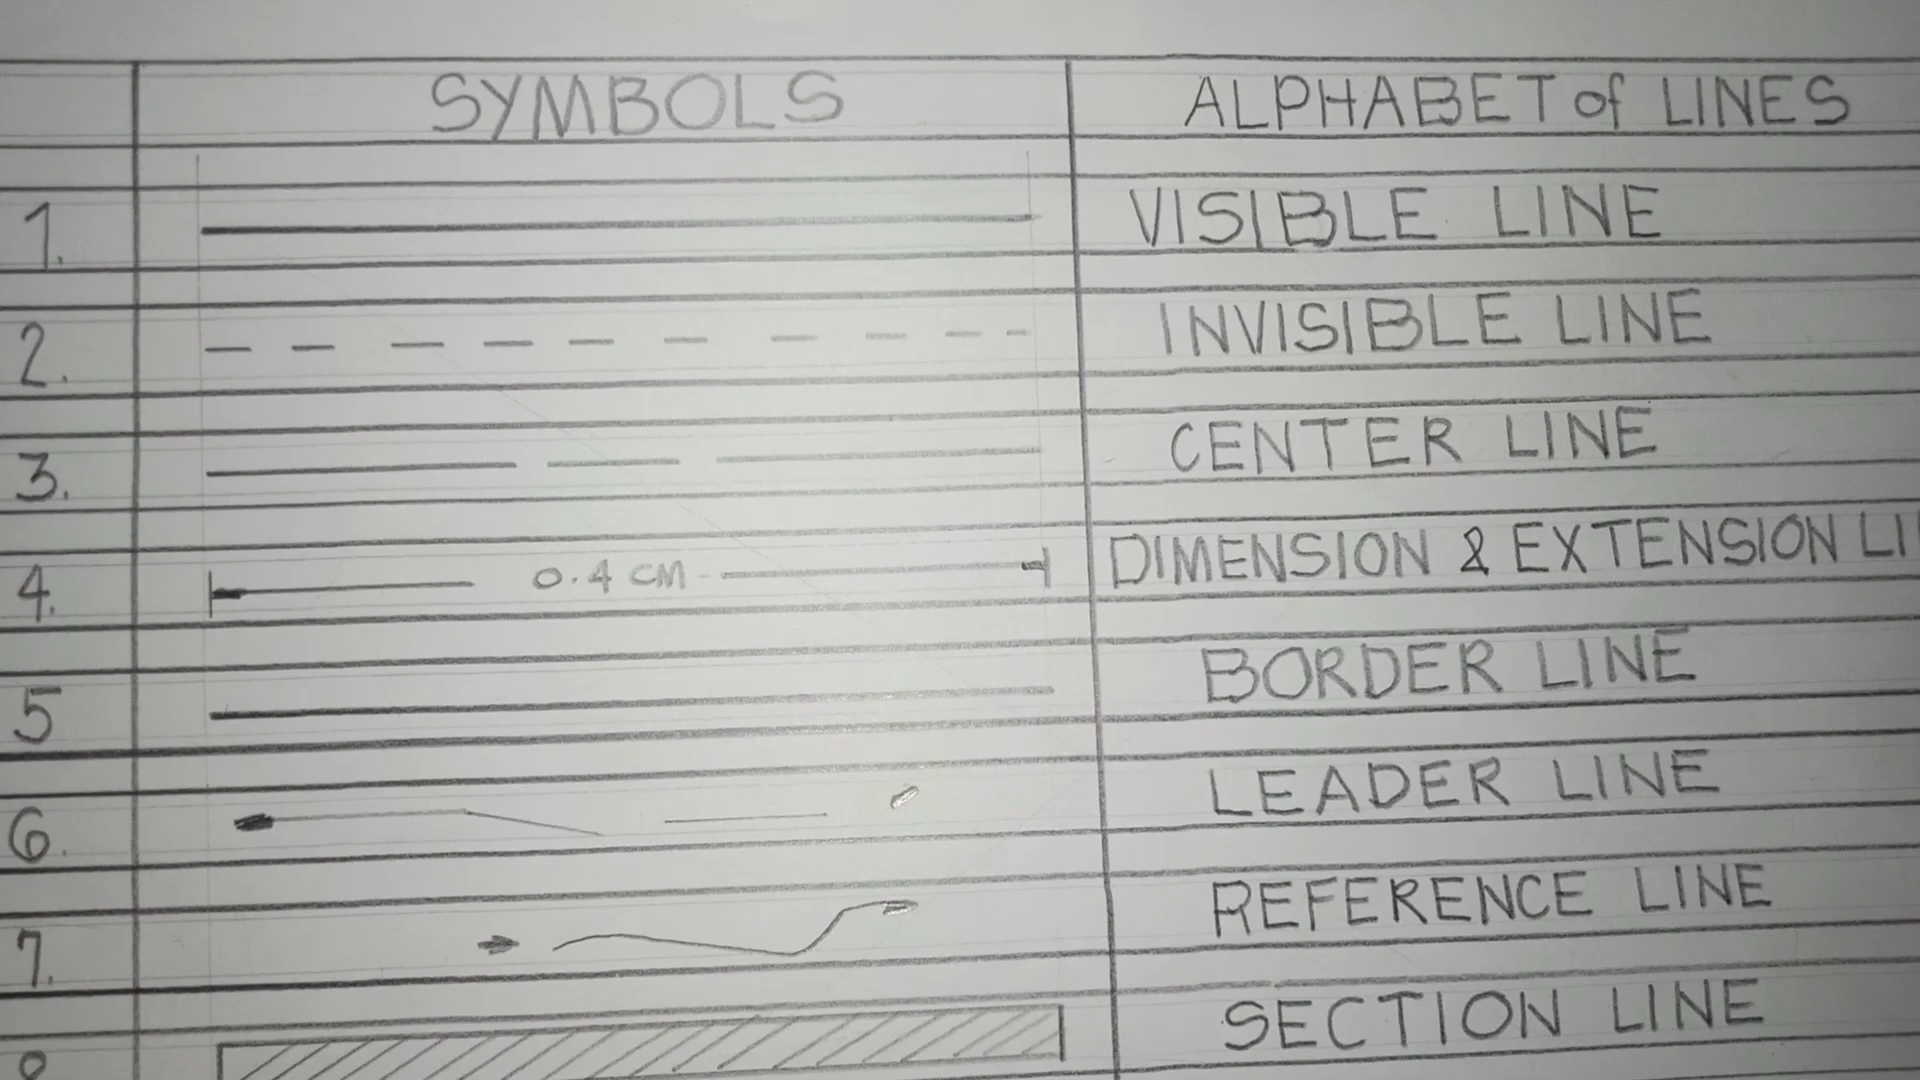 SYMBOLS ALPHABET of LINES
1. VISIBLE LINE
2. INVISIBLE LINE
3. CENTER LINE
4. 0.4 CM DIMENSION & EXTENSION LI
5 BORDER LINE
6. LEADER LINE
7. REFERENCE LINE
8 SECTION LINE